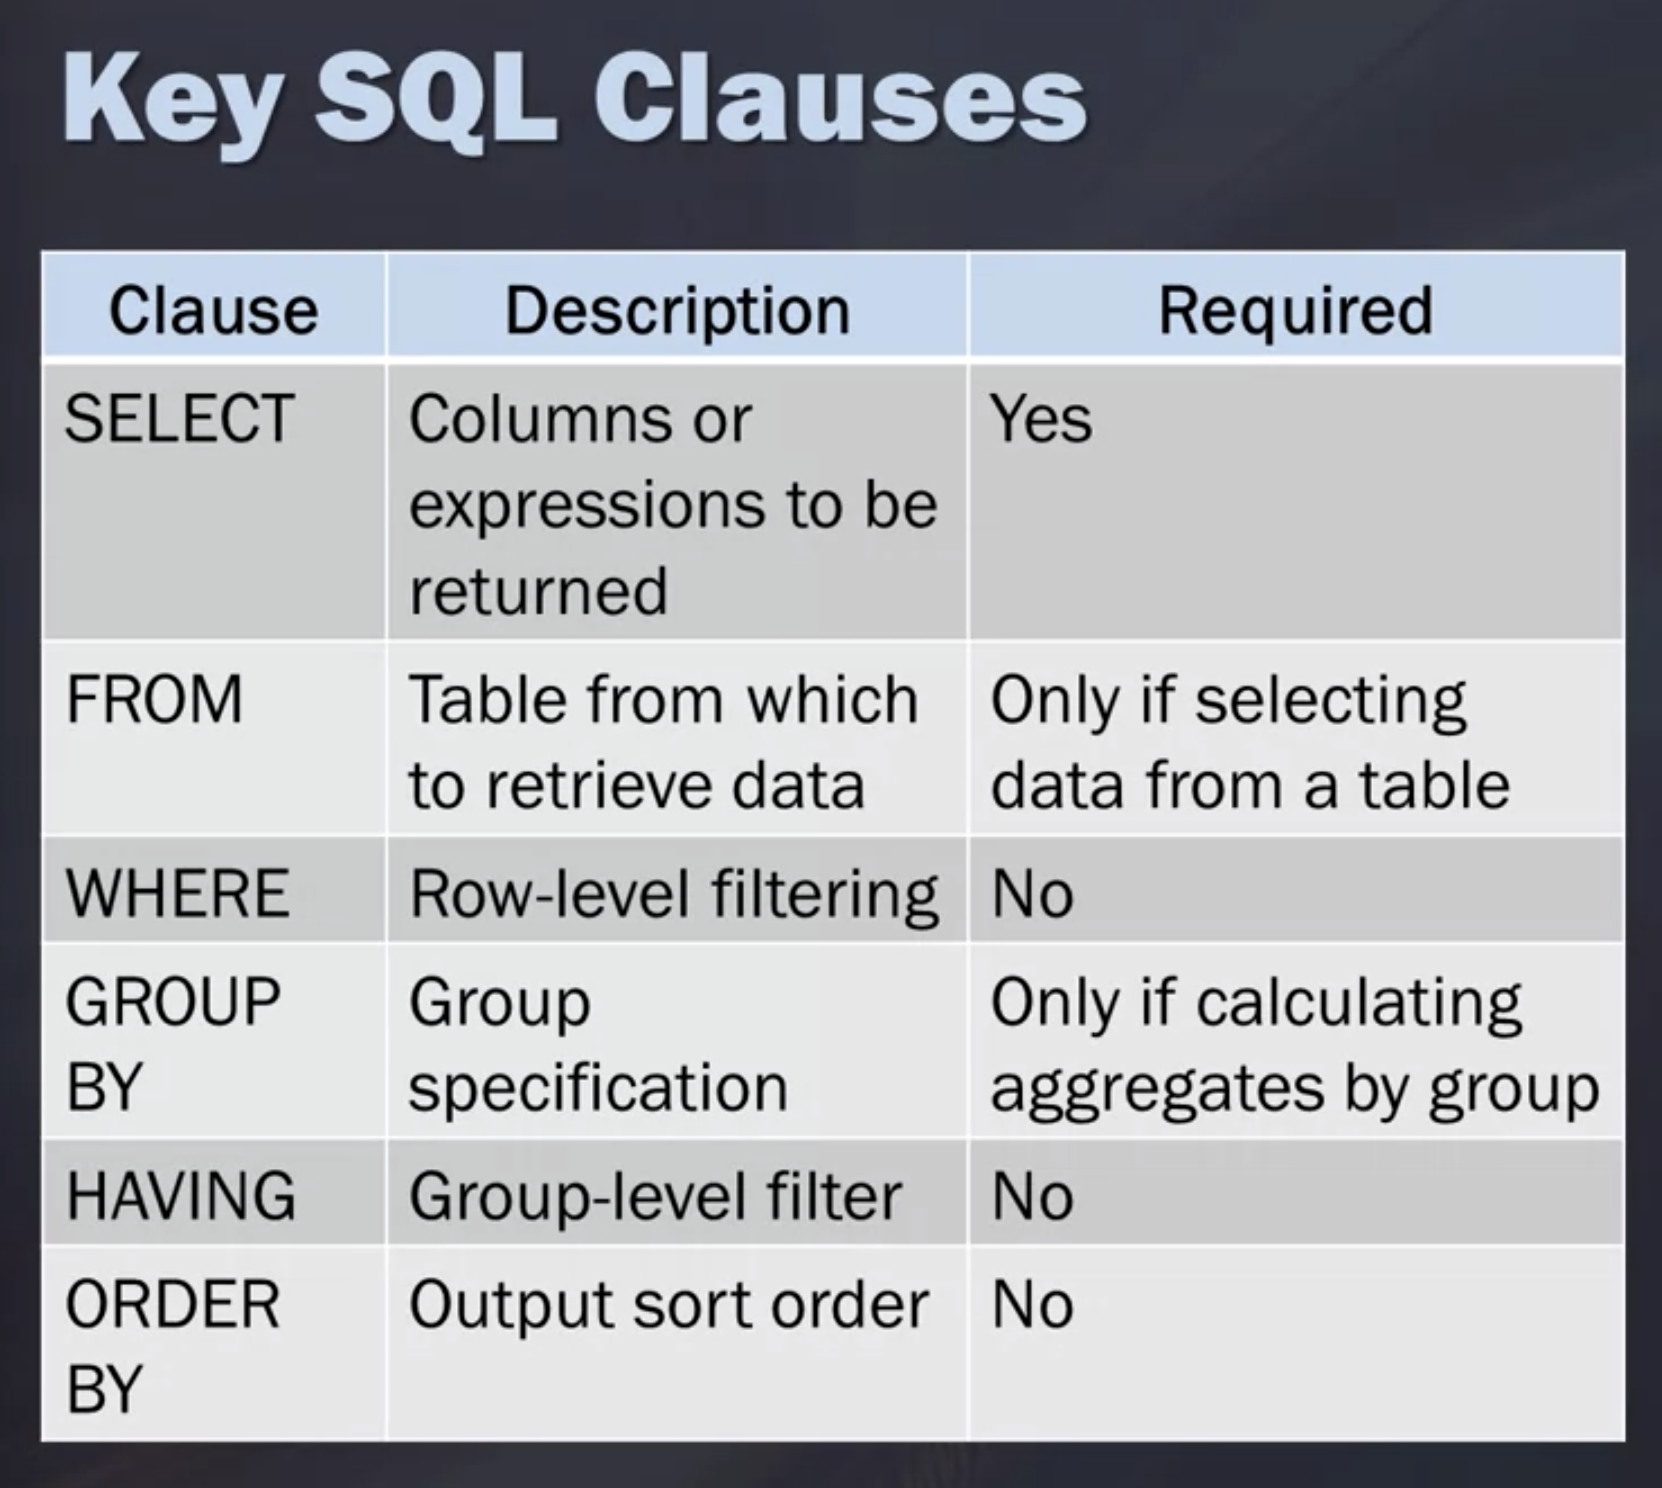 Key SQL Clauses
Clause Description Required
SELECT Columns or Yes
expressions to be
returned
FROM Table from which Only if selecting
to retrieve data data from a table
WHERE Row-level filtering No
GROUP Group Only if calculating
BY specification aggregates by group
HAVING Group-level filter No
ORDER Output sort order No
BY